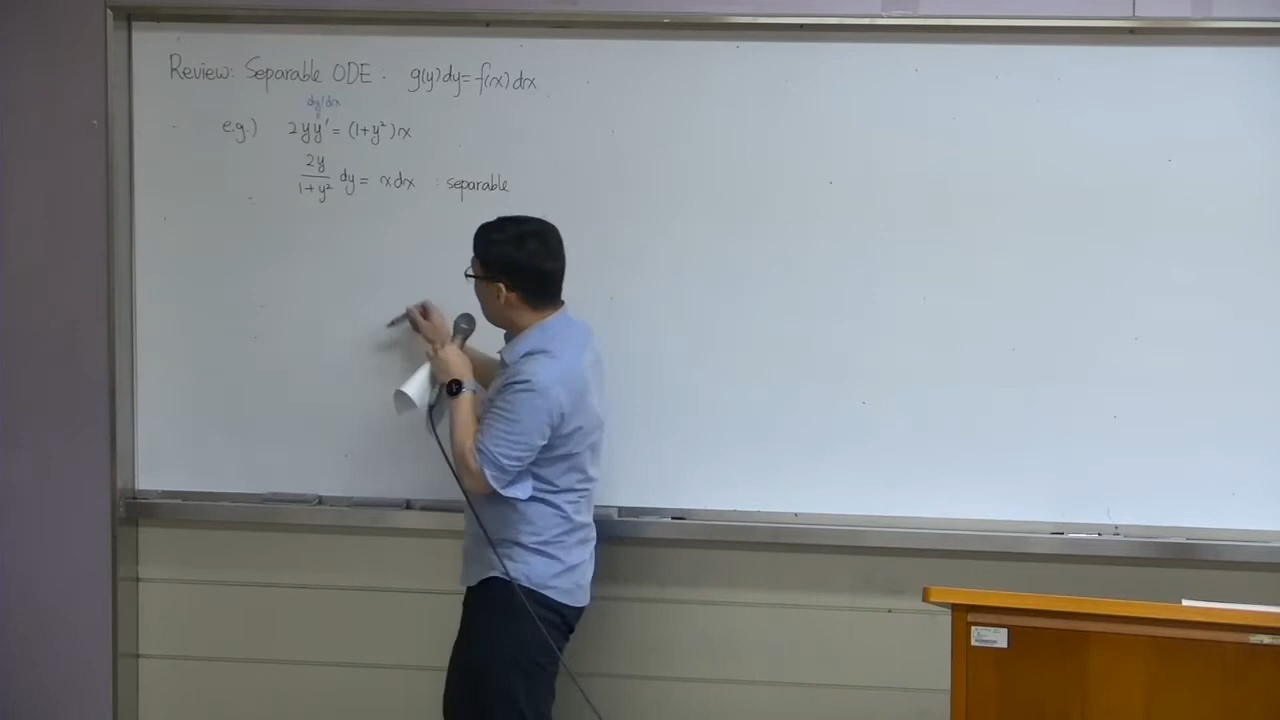 Review: Separable ODE : g(y)dy = f(x)dx
dy/dx
e.g.) 2yy' = (1+y²)x
2y
1+y² dy = x dx : separable